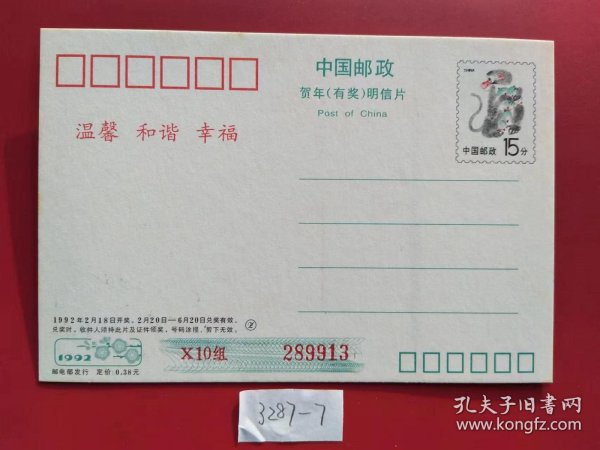 中国邮政
贺年(有奖)明信片
Post of China
CHINA
中国邮政 15分
温馨 和谐 幸福
1992年2月18日开奖,2月20日—6月20日兑奖有效。
兑奖时,收件人须持此片及证件领奖,号码涂损,剪下无效。
②
1992
邮电部发行 定价 0.38元
X10组 289913
3287-7
孔夫子旧书网
www.kongfz.com